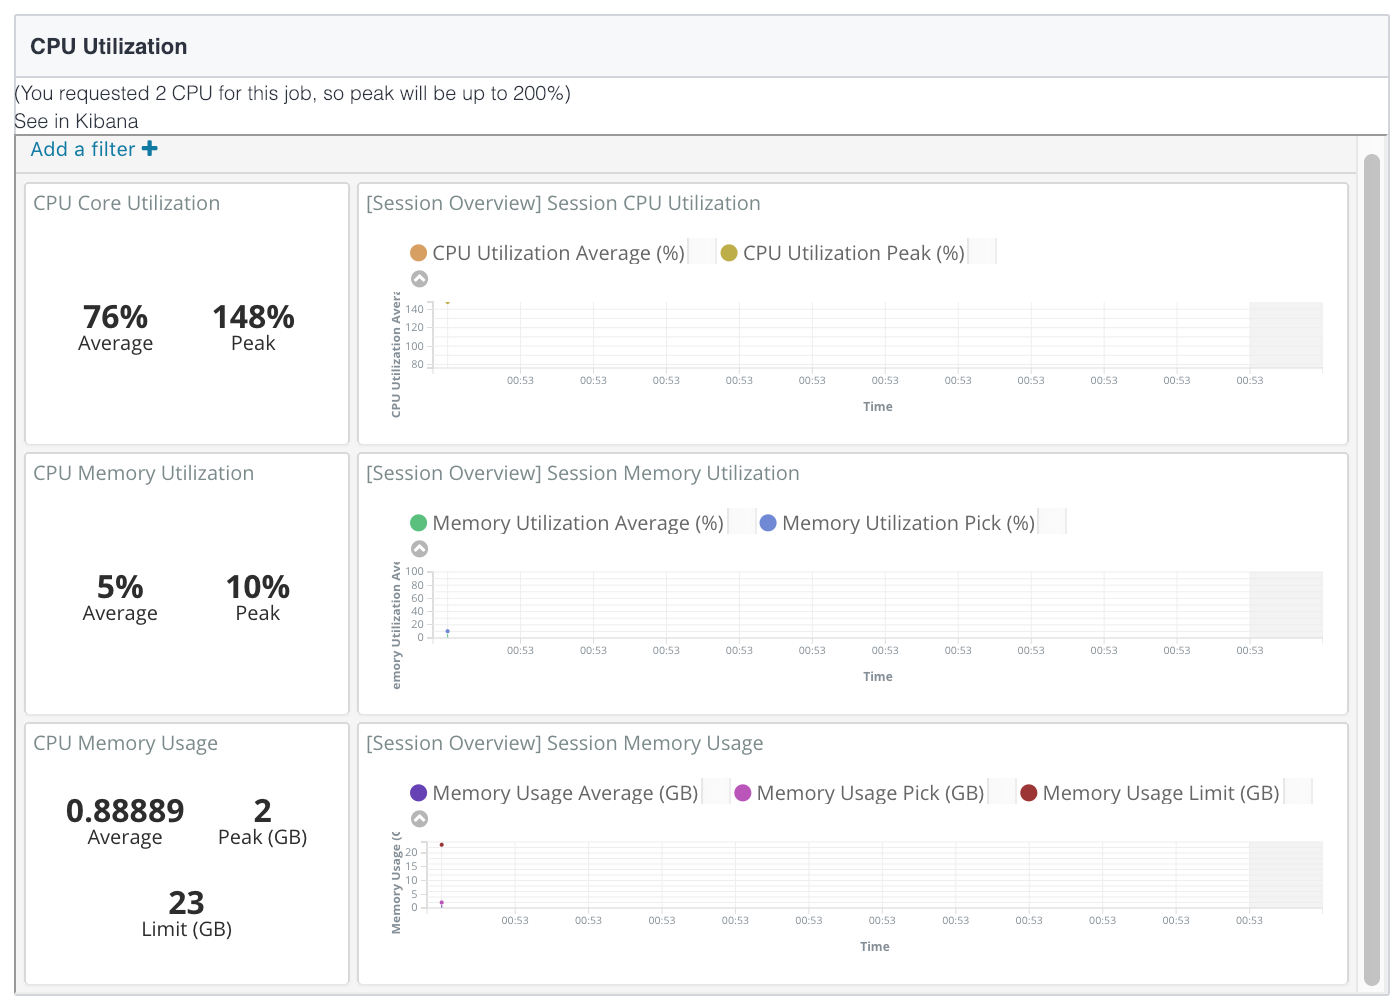 CPU Utilization
(You requested 2 CPU for this job, so peak will be up to 200%)
See in Kibana
Add a filter +
CPU Core Utilization
76% 148%
Average Peak
[Session Overview] Session CPU Utilization
CPU Utilization Average (%) CPU Utilization Peak (%)
CPU Utilization Avera
140
120
100
80
00:53 00:53 00:53 00:53 00:53 00:53 00:53 00:53 00:53 00:53 00:53
Time
CPU Memory Utilization
5% 10%
Average Peak
[Session Overview] Session Memory Utilization
Memory Utilization Average (%) Memory Utilization Pick (%)
emory Utilization Ave
100
80
60
40
20
0
00:53 00:53 00:53 00:53 00:53 00:53 00:53 00:53 00:53 00:53 00:53
Time
CPU Memory Usage
0.88889 2
Average Peak (GB)
23
Limit (GB)
[Session Overview] Session Memory Usage
Memory Usage Average (GB) Memory Usage Pick (GB) Memory Usage Limit (GB)
Memory Usage (G
20
15
10
5
0
00:53 00:53 00:53 00:53 00:53 00:53 00:53 00:53 00:53 00:53 00:53
Time